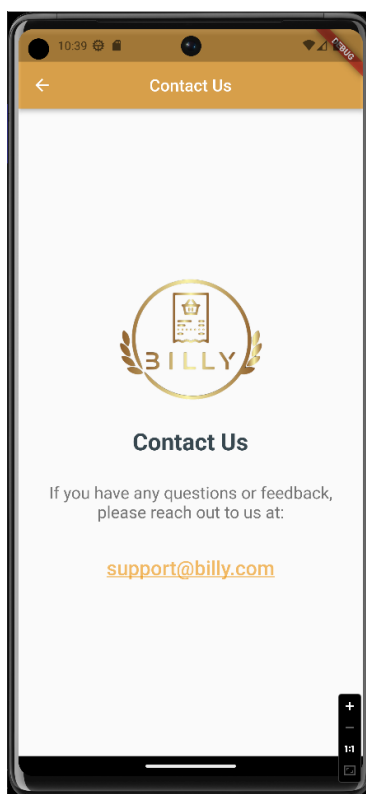 10:39
DEBUG
Contact Us
BILLY
Contact Us
If you have any questions or feedback,
please reach out to us at:
support@billy.com
1:1